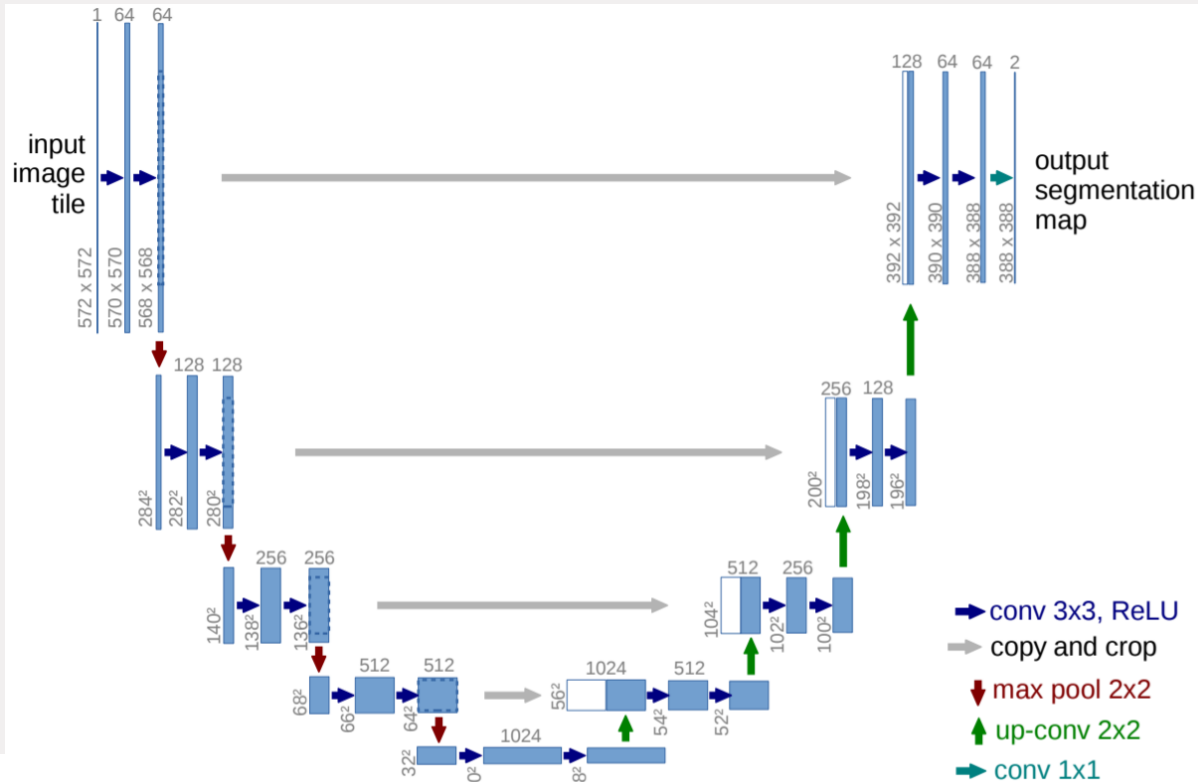 1 64 64
128 64 64 2
input
image
tile
output
segmentation
map
572 x 572
570 x 570
568 x 568
392 x 392
390 x 390
388 x 388
388 x 388
128 128
256 128
284²
282²
280²
200²
198²
196²
256 256
512 256
140²
138²
136²
104²
102²
100²
512 512
1024 512
68²
66²
64²
56²
54²
52²
1024
32²
conv 3x3, ReLU
copy and crop
max pool 2x2
up-conv 2x2
conv 1x1